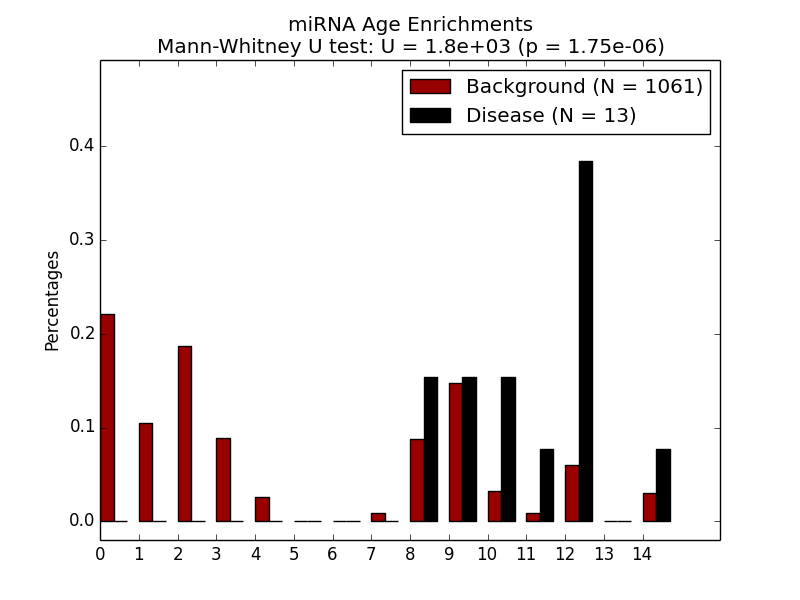 miRNA Age Enrichments
Mann-Whitney U test: U = 1.8e+03 (p = 1.75e-06)
Background (N = 1061)
Disease (N = 13)
Percentages
0.4
0.3
0.2
0.1
0.0
0 1 2 3 4 5 6 7 8 9 10 11 12 13 14